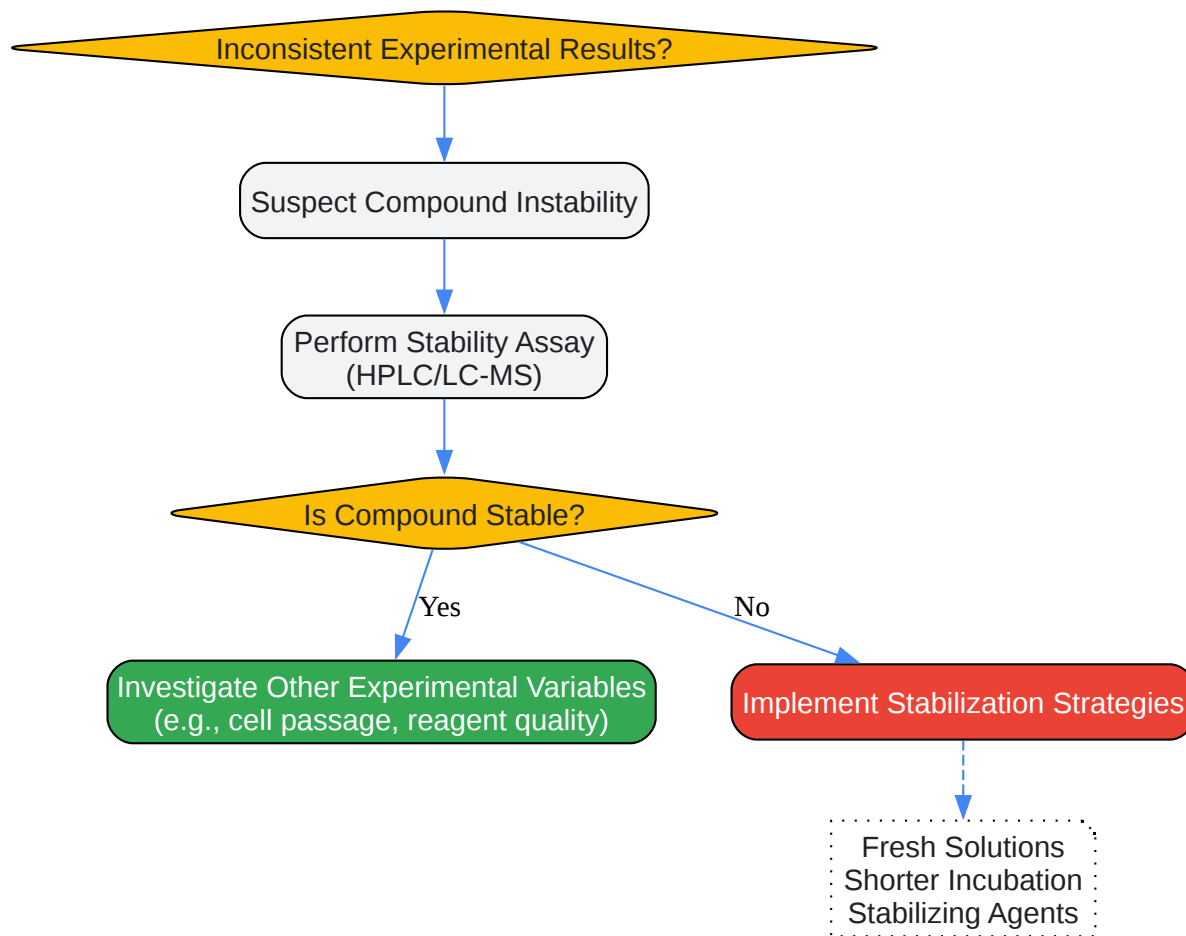 Inconsistent Experimental Results?
Suspect Compound Instability
Perform Stability Assay
(HPLC/LC-MS)
Is Compound Stable?
Yes
No
Investigate Other Experimental Variables
(e.g., cell passage, reagent quality)
Implement Stabilization Strategies
Fresh Solutions
Shorter Incubation
Stabilizing Agents